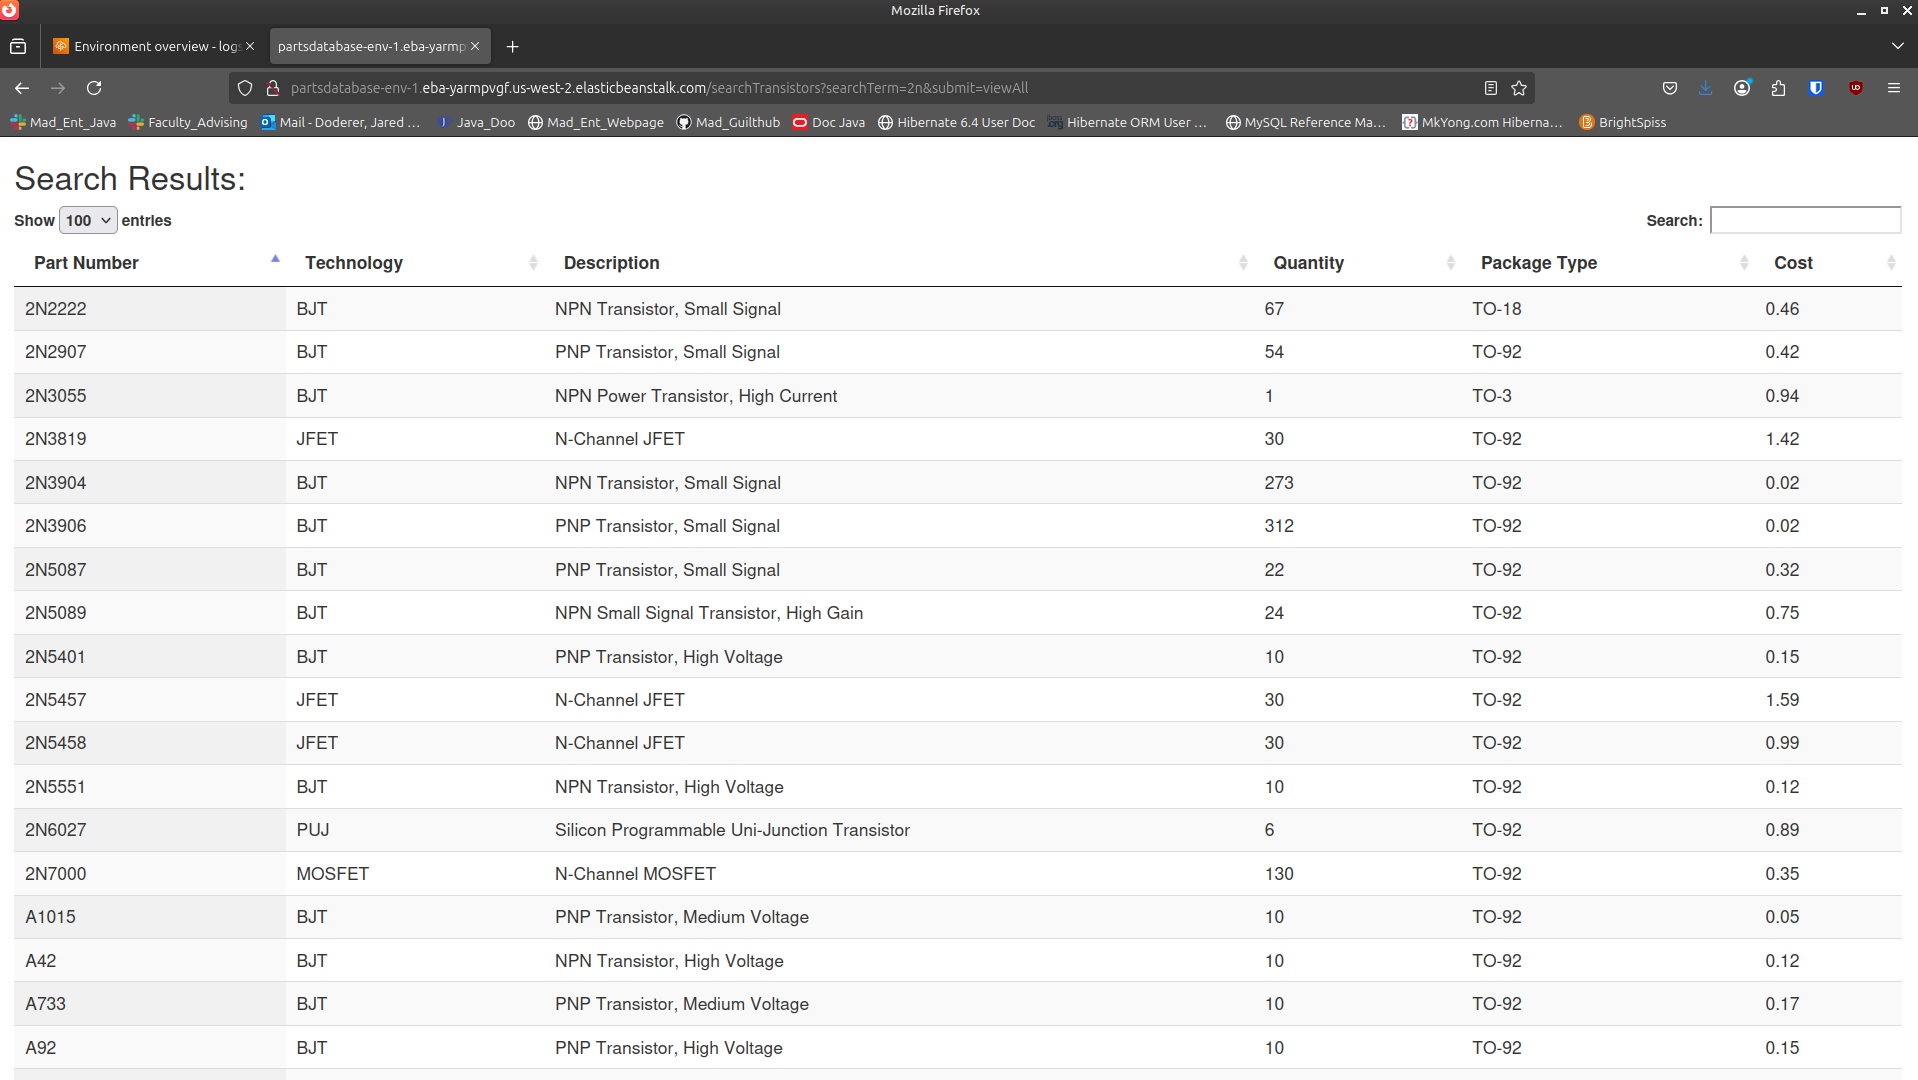 Mozilla Firefox
Environment overview - logs
partsdatabase-env-1.eba-yarmp
partsdatabase-env-1.eba-yarmpvgf.us-west-2.elasticbeanstalk.com/searchTransistors?searchTerm=2n&submit=viewAll
Mad_Ent_Java Faculty_Advising Mail - Doderer, Jared ... Java_Doo Mad_Ent_Webpage Mad_Guilthub Doc Java Hibernate 6.4 User Doc Hibernate ORM User ... MySQL Reference Ma... MkYong.com Hiberna... BrightSpiss
Search Results:
Show 100 entries Search:
Part Number Technology Description Quantity Package Type Cost
2N2222 BJT NPN Transistor, Small Signal 67 TO-18 0.46
2N2907 BJT PNP Transistor, Small Signal 54 TO-92 0.42
2N3055 BJT NPN Power Transistor, High Current 1 TO-3 0.94
2N3819 JFET N-Channel JFET 30 TO-92 1.42
2N3904 BJT NPN Transistor, Small Signal 273 TO-92 0.02
2N3906 BJT PNP Transistor, Small Signal 312 TO-92 0.02
2N5087 BJT PNP Transistor, Small Signal 22 TO-92 0.32
2N5089 BJT NPN Small Signal Transistor, High Gain 24 TO-92 0.75
2N5401 BJT PNP Transistor, High Voltage 10 TO-92 0.15
2N5457 JFET N-Channel JFET 30 TO-92 1.59
2N5458 JFET N-Channel JFET 30 TO-92 0.99
2N5551 BJT NPN Transistor, High Voltage 10 TO-92 0.12
2N6027 PUJ Silicon Programmable Uni-Junction Transistor 6 TO-92 0.89
2N7000 MOSFET N-Channel MOSFET 130 TO-92 0.35
A1015 BJT PNP Transistor, Medium Voltage 10 TO-92 0.05
A42 BJT NPN Transistor, High Voltage 10 TO-92 0.12
A733 BJT PNP Transistor, Medium Voltage 10 TO-92 0.17
A92 BJT PNP Transistor, High Voltage 10 TO-92 0.15